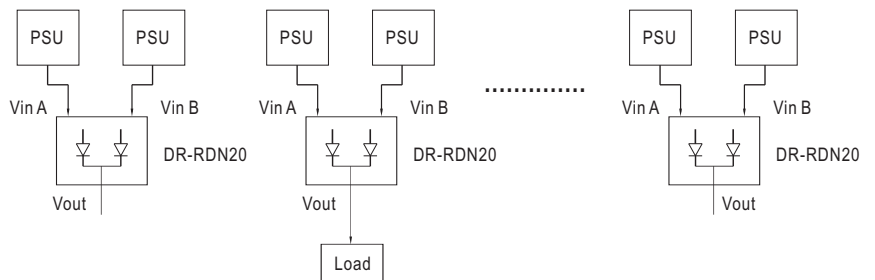 PSU PSU PSU PSU PSU PSU
Vin A Vin B Vin A Vin B Vin A Vin B
DR-RDN20 DR-RDN20 DR-RDN20
Vout Vout Vout
Load